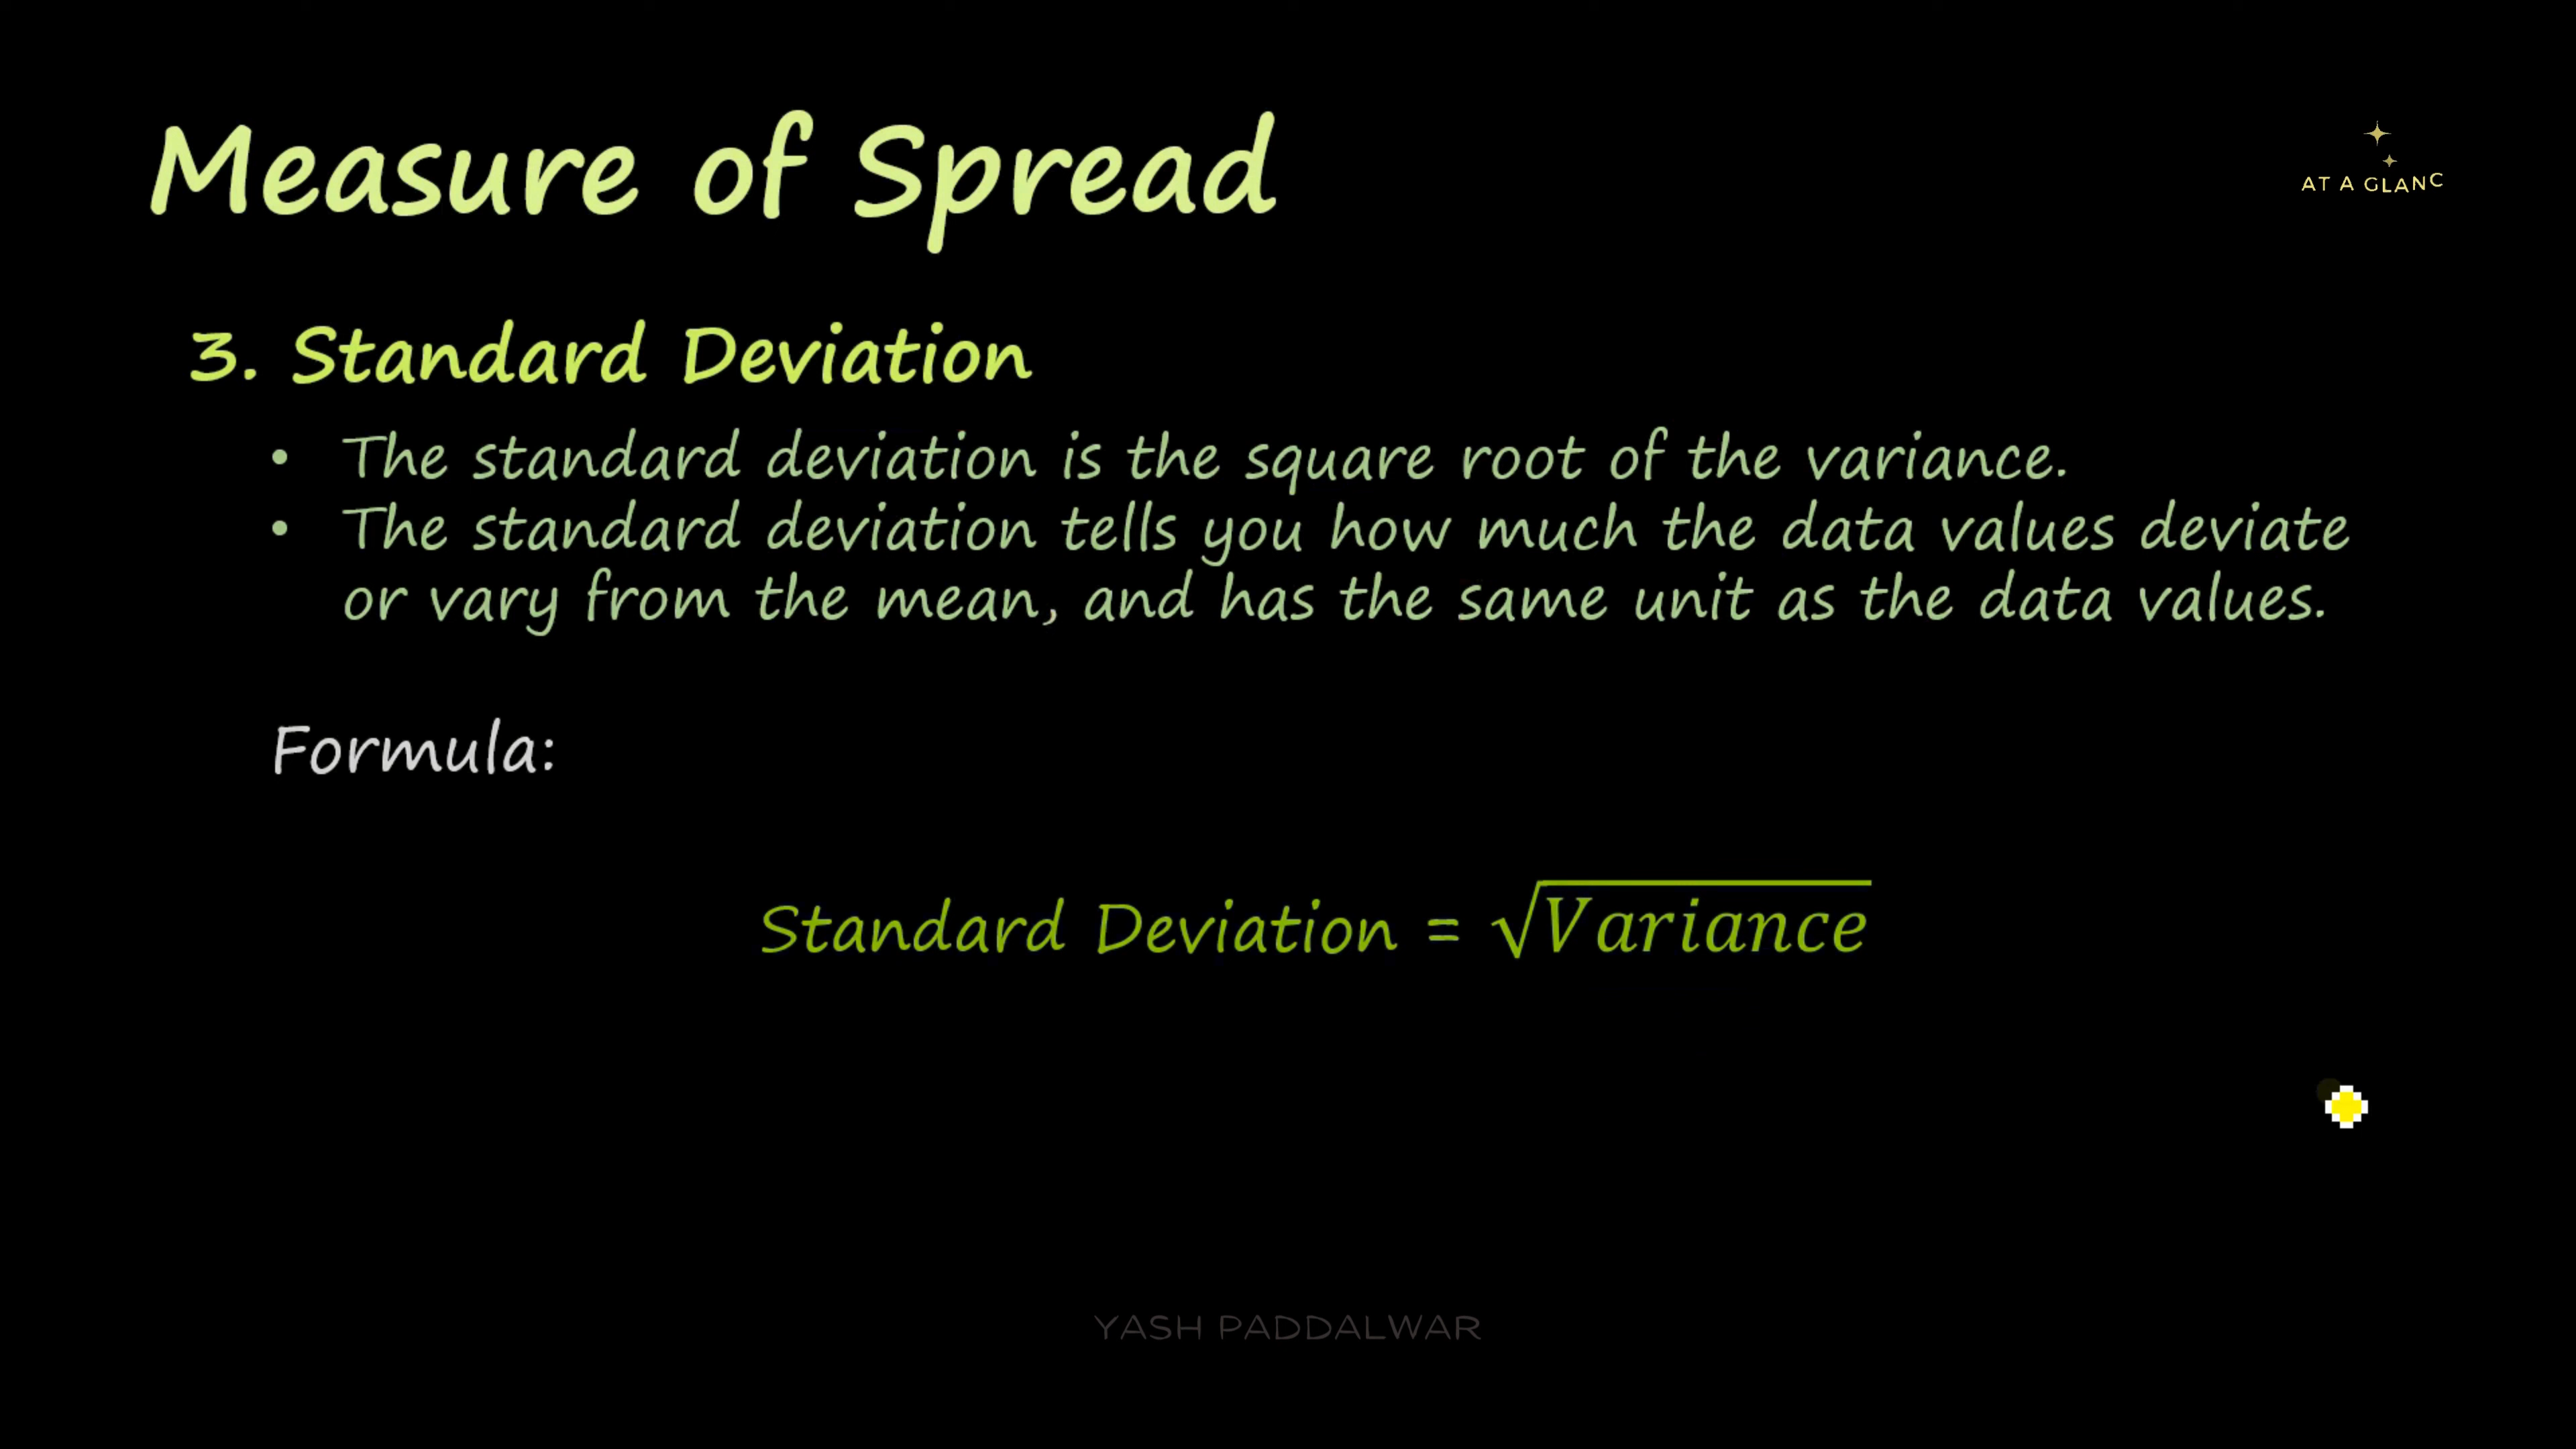 Measure of Spread
AT A GLANC
3. Standard Deviation
• The standard deviation is the square root of the variance.
• The standard deviation tells you how much the data values deviate
or vary from the mean, and has the same unit as the data values.
Formula:
Standard Deviation = √Variance
YASH PADDALWAR